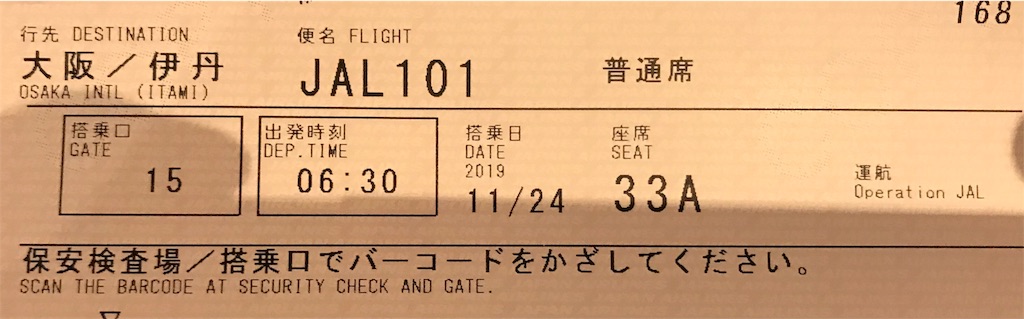 168
行先 DESTINATION 便名 FLIGHT
大阪/伊丹 JAL101 普通席
OSAKA INTL (ITAMI)
搭乗口 出発時刻 搭乗日 座席
GATE DEP.TIME DATE SEAT
2019
15 06:30 11/24 33A
運航
Operation JAL
保安検査場/搭乗口でバーコードをかざしてください。
SCAN THE BARCODE AT SECURITY CHECK AND GATE.